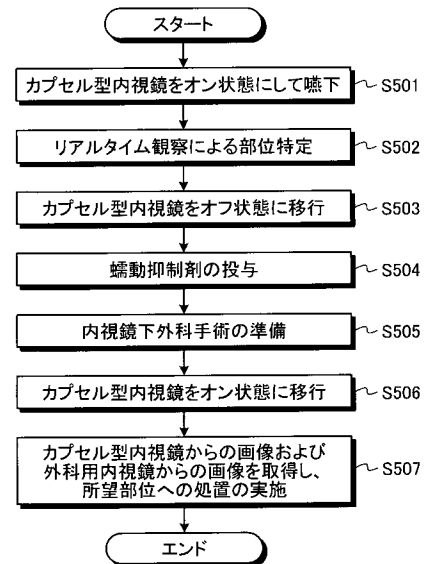 スタート
カプセル型内視鏡をオン状態にして嚥下
S501
リアルタイム観察による部位特定
S502
カプセル型内視鏡をオフ状態に移行
S503
蠕動抑制剤の投与
S504
内視鏡下外科手術の準備
S505
カプセル型内視鏡をオン状態に移行
S506
カプセル型内視鏡からの画像および
外科用内視鏡からの画像を取得し、
所望部位への処置の実施
S507
エンド